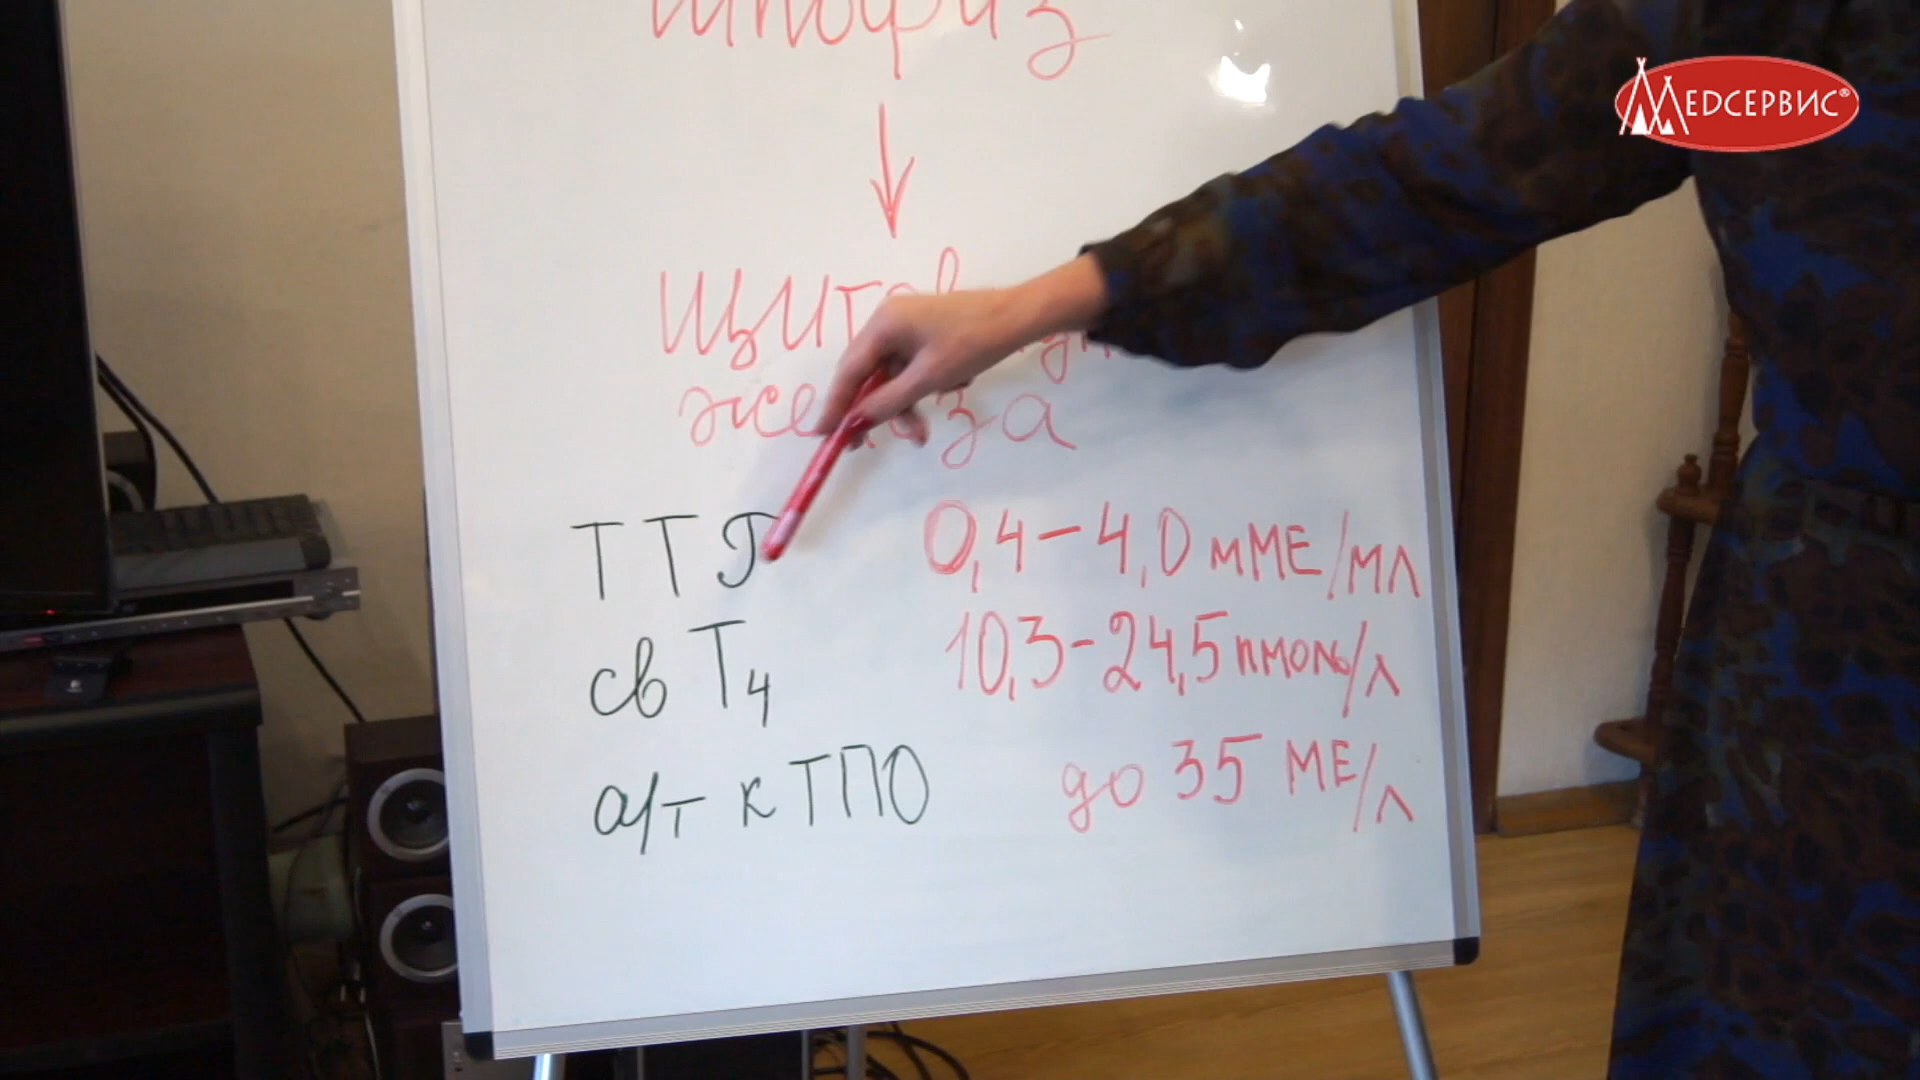 МЕДСЕРВИС®
железа
ТТГ 0,4-4,0 мМЕ/мл
св Т4 10,3-24,5 пмоль/л
а/т к ТПО до 35 МЕ/л